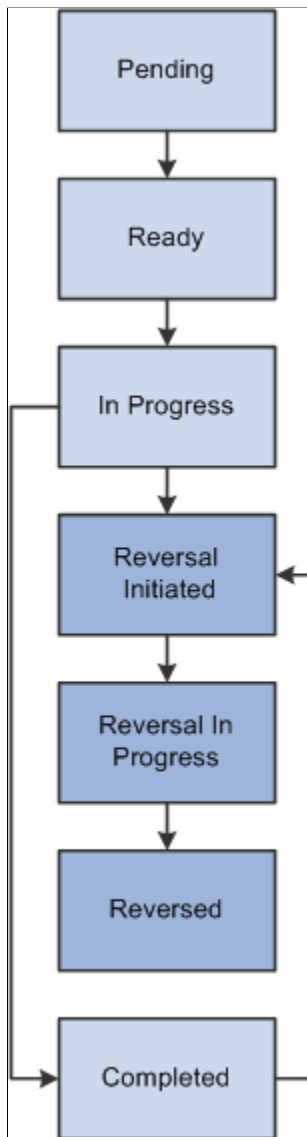 Pending
Ready
In Progress
Reversal
Initiated
Reversal In
Progress
Reversed
Completed